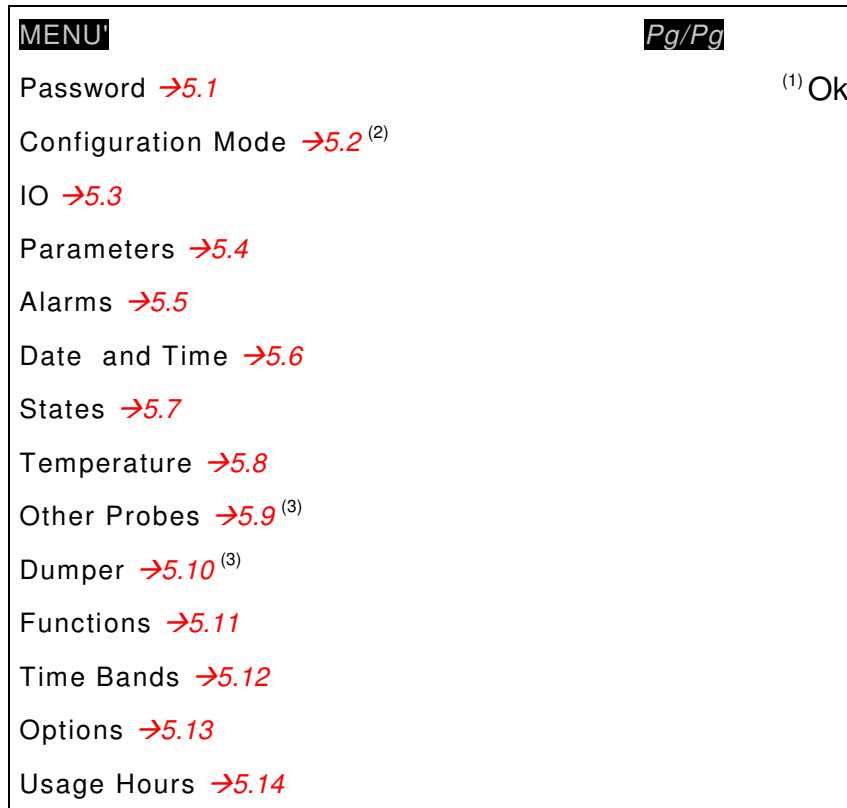 MENU' Pg/Pg
Password →5.1 (1) Ok
Configuration Mode →5.2 (2)
IO →5.3
Parameters →5.4
Alarms →5.5
Date and Time →5.6
States →5.7
Temperature →5.8
Other Probes →5.9 (3)
Dumper →5.10 (3)
Functions →5.11
Time Bands →5.12
Options →5.13
Usage Hours →5.14